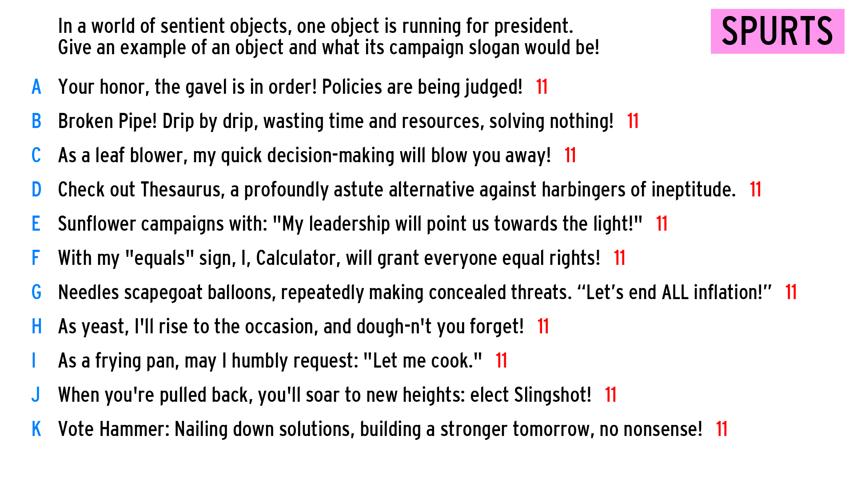 In a world of sentient objects, one object is running for president.
Give an example of an object and what its campaign slogan would be!
SPURTS
A Your honor, the gavel is in order! Policies are being judged! 11
B Broken Pipe! Drip by drip, wasting time and resources, solving nothing! 11
C As a leaf blower, my quick decision-making will blow you away! 11
D Check out Thesaurus, a profoundly astute alternative against harbingers of ineptitude. 11
E Sunflower campaigns with: "My leadership will point us towards the light!" 11
F With my "equals" sign, I, Calculator, will grant everyone equal rights! 11
G Needles scapegoat balloons, repeatedly making concealed threats. “Let’s end ALL inflation!” 11
H As yeast, I'll rise to the occasion, and dough-n't you forget! 11
I As a frying pan, may I humbly request: "Let me cook." 11
J When you're pulled back, you'll soar to new heights: elect Slingshot! 11
K Vote Hammer: Nailing down solutions, building a stronger tomorrow, no nonsense! 11